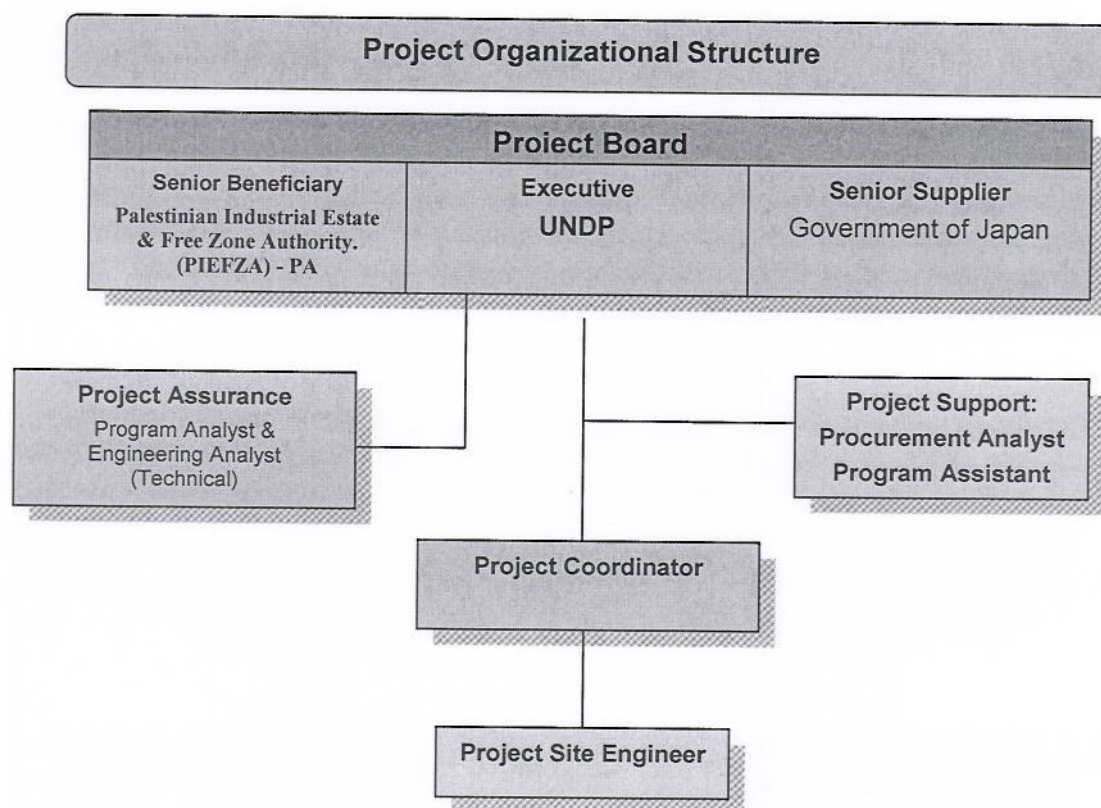 Project Organizational Structure
Project Board
Senior Beneficiary
Palestinian Industrial Estate
& Free Zone Authority.
(PIEFZA) - PA
Executive
UNDP
Senior Supplier
Government of Japan
Project Assurance
Program Analyst &
Engineering Analyst
(Technical)
Project Support:
Procurement Analyst
Program Assistant
Project Coordinator
Project Site Engineer